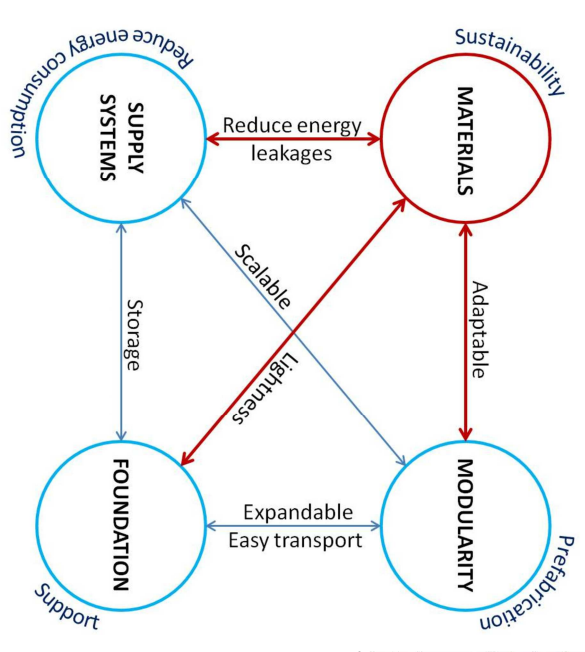 Reduce energy consumption
Sustainability
SUPPLY
SYSTEMS
MATERIALS
Reduce energy
leakages
Scalable
Storage
Lightness
Adaptable
FOUNDATION
MODULARITY
Expandable
Easy transport
Support
Prefabrication